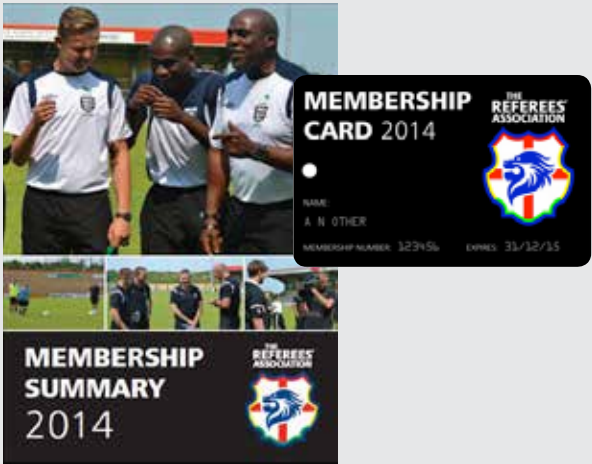 MEMBERSHIP
CARD 2014
THE
REFEREES'
ASSOCIATION
NAME:
A N OTHER
MEMBERSHIP NUMBER: 123456
EXPIRES: 31/12/15
MEMBERSHIP
SUMMARY
2014
THE
REFEREES'
ASSOCIATION